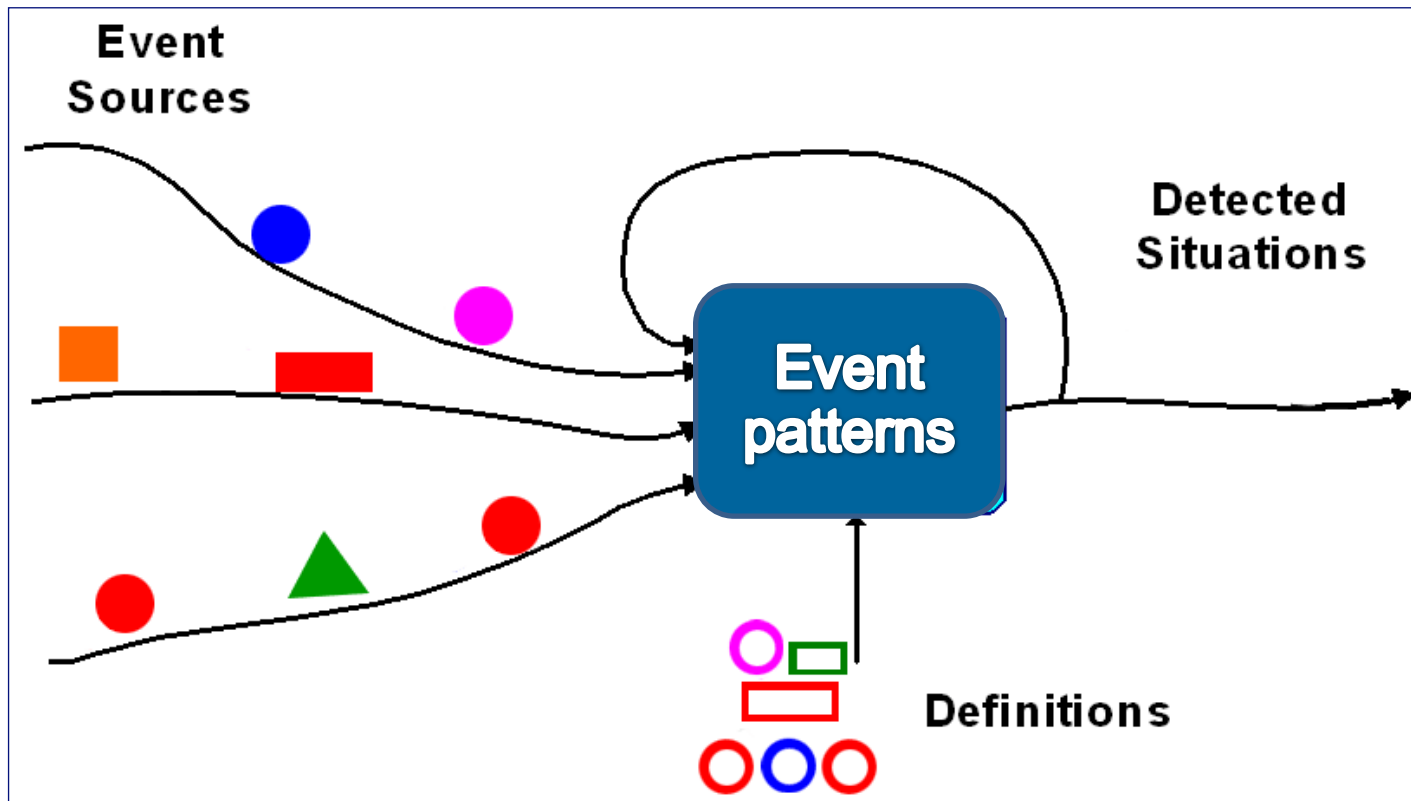 Event
Sources
Detected
Situations
Event
patterns
Definitions